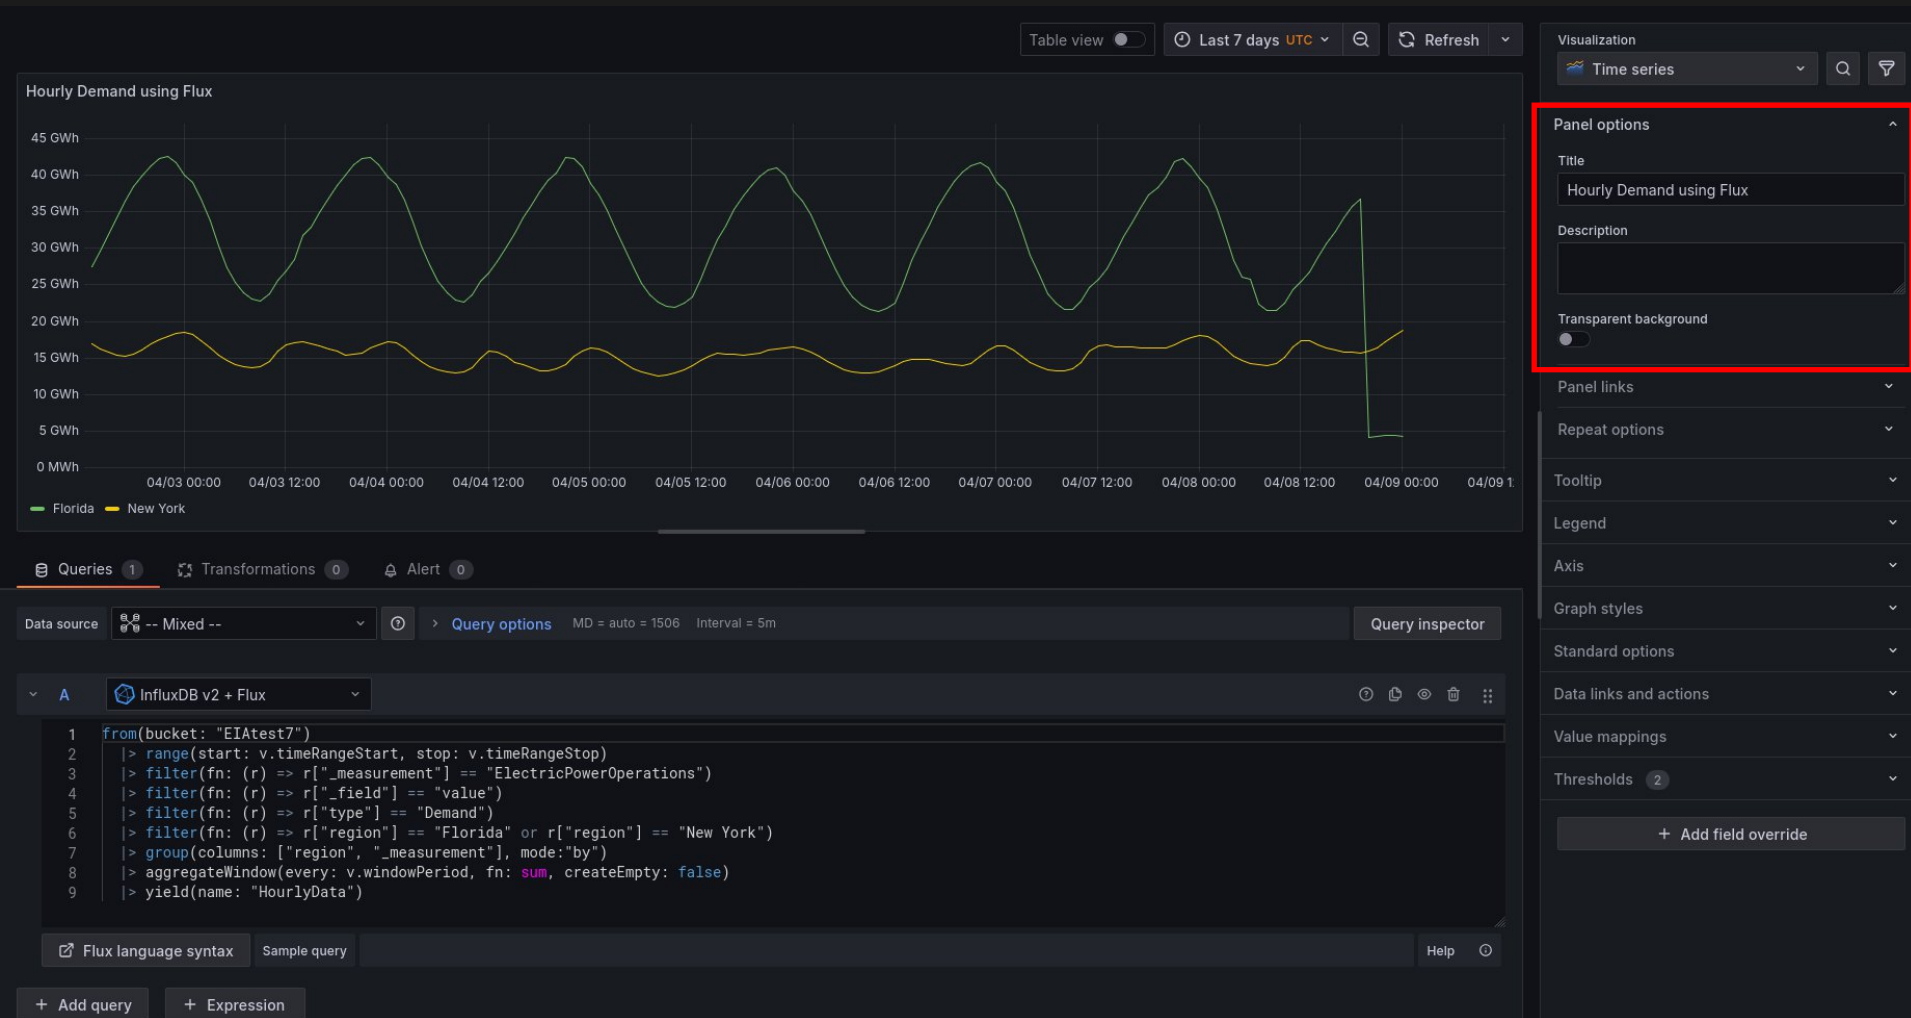 Table view
Last 7 days UTC
Refresh
Visualization
Time series
Hourly Demand using Flux
45 GWh
40 GWh
35 GWh
30 GWh
25 GWh
20 GWh
15 GWh
10 GWh
5 GWh
0 MWh
04/03 00:00 04/03 12:00 04/04 00:00 04/04 12:00 04/05 00:00 04/05 12:00 04/06 00:00 04/06 12:00 04/07 00:00 04/07 12:00 04/08 00:00 04/08 12:00 04/09 00:00 04/09 1:
Florida New York
Panel options
Title
Hourly Demand using Flux
Description
Transparent background
Panel links
Repeat options
Tooltip
Legend
Axis
Graph styles
Standard options
Data links and actions
Value mappings
Thresholds 2
+ Add field override
Queries 1 Transformations 0 Alert 0
Data source -- Mixed -- Query options MD = auto = 1506 Interval = 5m Query inspector
A InfluxDB v2 + Flux
1 from(bucket: "EIAtest7")
2 |> range(start: v.timeRangeStart, stop: v.timeRangeStop)
3 |> filter(fn: (r) => r["_measurement"] == "ElectricPowerOperations")
4 |> filter(fn: (r) => r["_field"] == "value")
5 |> filter(fn: (r) => r["type"] == "Demand")
6 |> filter(fn: (r) => r["region"] == "Florida" or r["region"] == "New York")
7 |> group(columns: ["region", "_measurement"], mode:"by")
8 |> aggregateWindow(every: v.windowPeriod, fn: sum, createEmpty: false)
9 |> yield(name: "HourlyData")
Flux language syntax Sample query Help
+ Add query + Expression